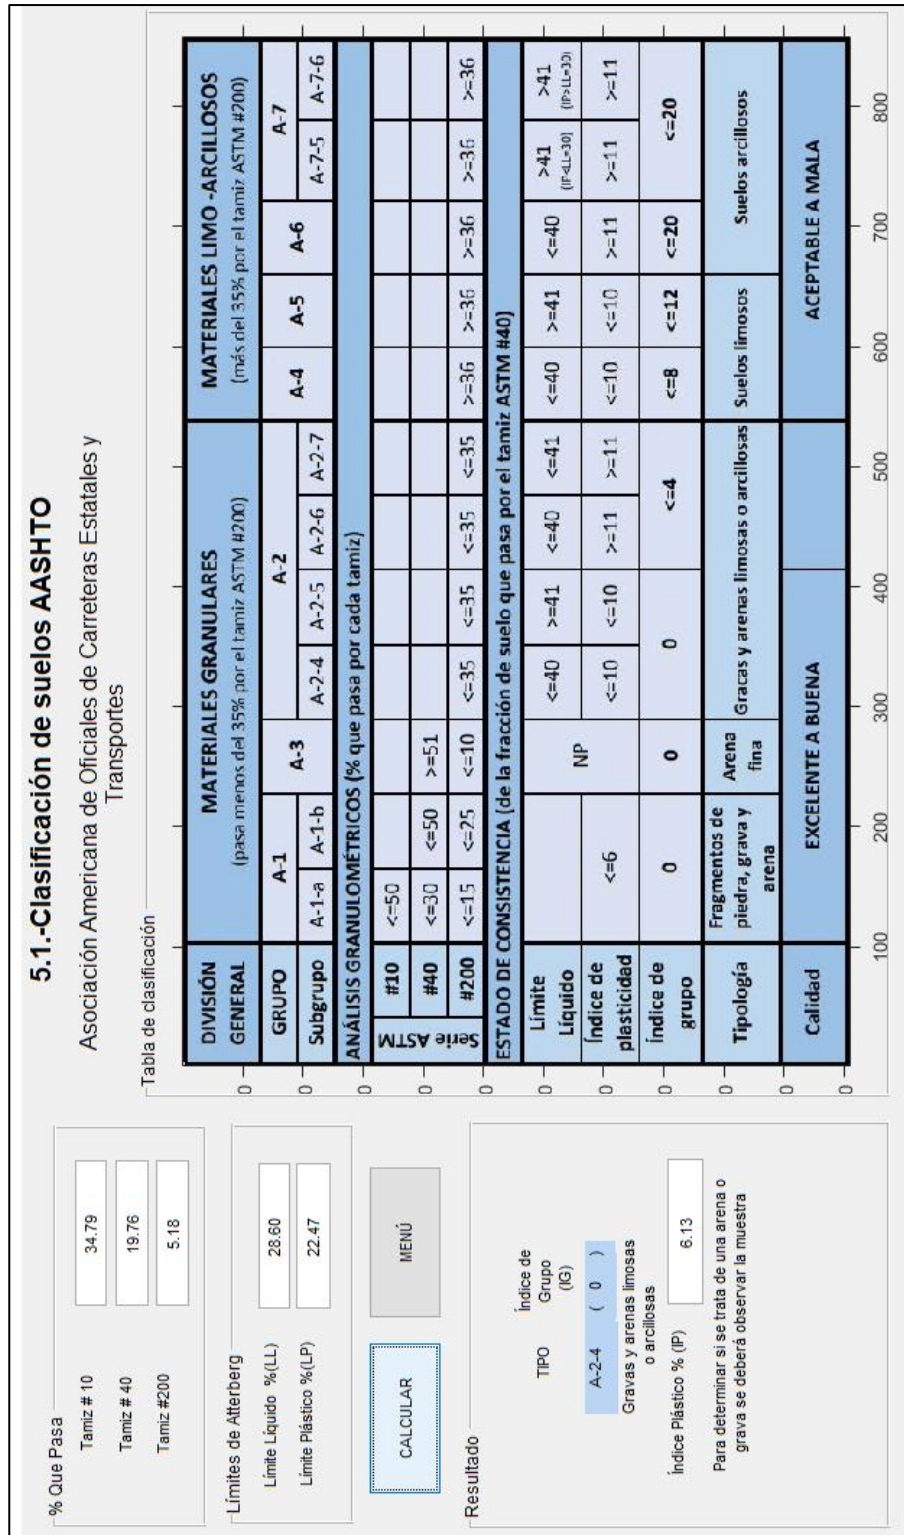 5.1.-Clasificación de suelos AASHTO
Asociación Americana de Oficiales de Carreteras Estatales y
Transportes
% Que Pasa
Tamiz # 10 34.79
Tamiz # 40 19.76
Tamiz #200 5.18
Límites de Atterberg
Límite Líquido %(LL) 28.60
Límite Plástico %(LP) 22.47
CALCULAR MENÚ
Resultado
TIPO Índice de
Grupo
(IG)
A-2-4 ( 0 )
Gravas y arenas limosas
o arcillosas
Índice Plástico % (IP) 6.13
Para determinar si se trata de una arena o
grava se deberá observar la muestra
Tabla de clasificación
DIVISIÓN GENERAL MATERIALES GRANULARES MATERIALES LIMO -ARCILLOSOS
(pasa menos del 35% por el tamiz ASTM #200) (más del 35% por el tamiz ASTM #200)
GRUPO A-1 A-3 A-2 A-4 A-5 A-6 A-7
Subgrupo A-1-a A-1-b A-2-4 A-2-5 A-2-6 A-2-7 A-7-5 A-7-6
ANÁLISIS GRANULOMÉTRICOS (% que pasa por cada tamiz)
Serie ASTM
#10 <=50
#40 <=30 <=50 >=51
#200 <=15 <=25 <=10 <=35 <=35 <=35 <=35 >=36 >=36 >=36 >=36 >=36
ESTADO DE CONSISTENCIA (de la fracción de suelo que pasa por el tamiz ASTM #40)
Límite Líquido NP <=40 >=41 <=40 <=41 <=40 >=41 <=40 >41 >41
(IP<LL=30) (IP>LL=30)
Índice de plasticidad <=6 <=10 <=10 >=11 >=11 <=10 <=10 >=11 >=11 >=11
Índice de grupo 0 0 0 <=4 <=8 <=12 <=20 <=20
Tipología Fragmentos de piedra, grava y arena Arena fina Gracas y arenas limosas o arcillosas Suelos limosos Suelos arcillosos
Calidad EXCELENTE A BUENA ACEPTABLE A MALA
0
0
0
0
0
0
0
0
0
0
0
100 200 300 400 500 600 700 800